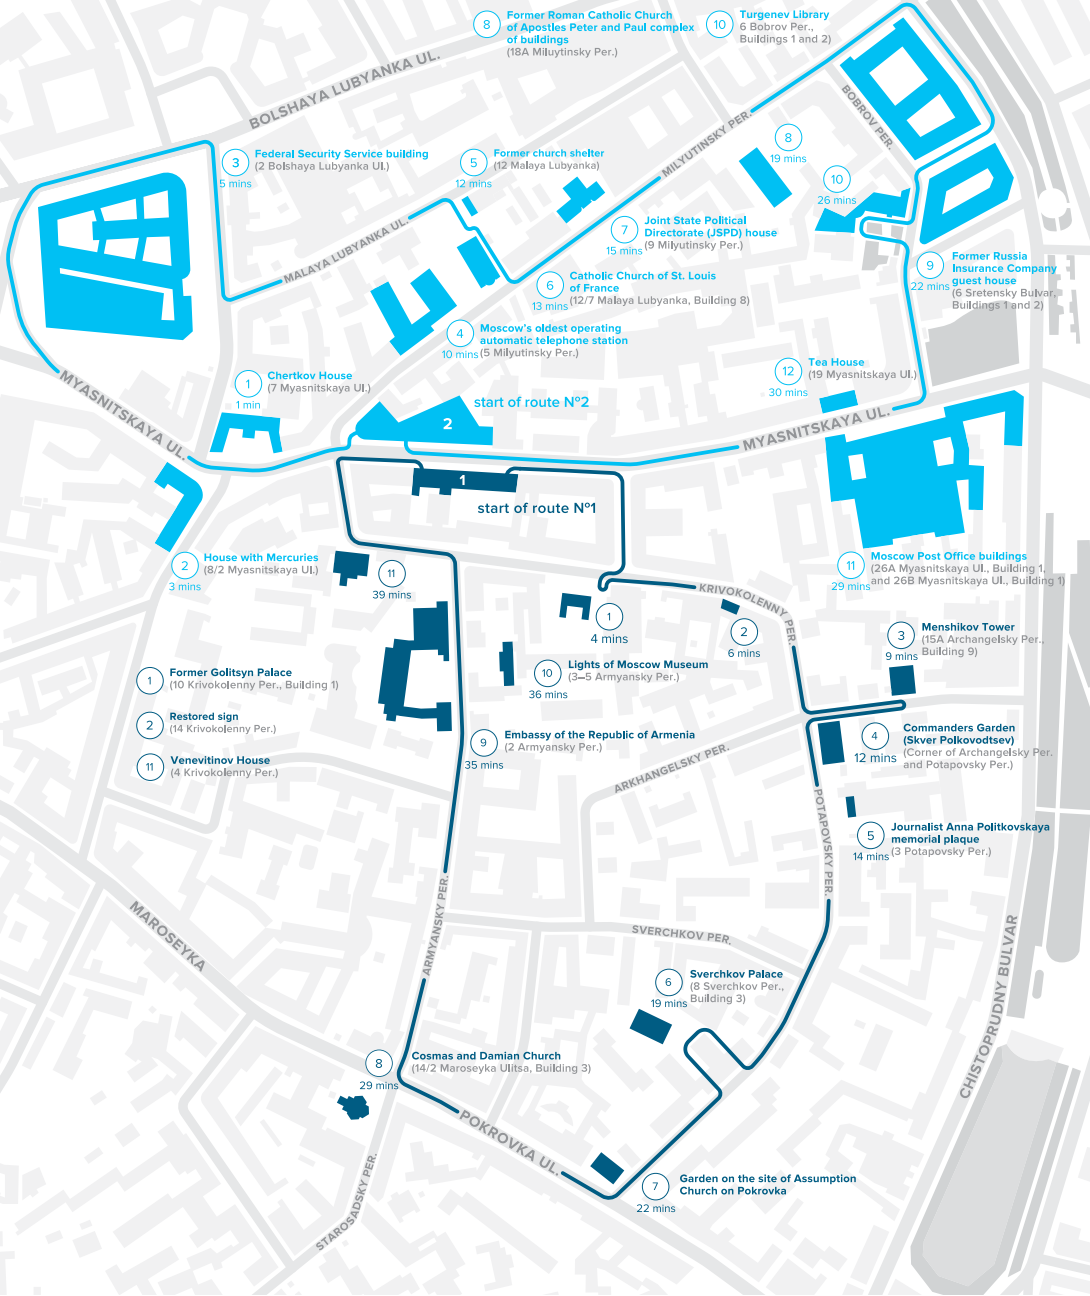 8
Former Roman Catholic Church
of Apostles Peter and Paul complex
of buildings
(18A Miluytinsky Per.)
10
Turgenev Library
6 Bobrov Per.,
Buildings 1 and 2)
BOLSHAYA LUBYANKA UL.
BOBROV PER.
MILYUTINSKY PER.
8
19 mins
3
Federal Security Service building
(2 Bolshaya Lubyanka Ul.)
5 mins
5
Former church shelter
(12 Malaya Lubyanka)
12 mins
10
26 mins
MALAYA LUBYANKA UL.
7
Joint State Political
Directorate (JSPD) house
(9 Milyutinsky Per.)
15 mins
9
Former Russia
Insurance Company
guest house
(6 Sretensky Bulvar,
Buildings 1 and 2)
22 mins
6
Catholic Church of St. Louis
of France
(12/7 Malaya Lubyanka, Building 8)
13 mins
4
Moscow's oldest operating
automatic telephone station
(5 Milyutinsky Per.)
10 mins
12
Tea House
(19 Myasnitskaya Ul.)
30 mins
1
Chertkov House
(7 Myasnitskaya Ul.)
1 min
MYASNITSKAYA UL.
start of route Nº2
2
MYASNITSKAYA UL.
1
start of route Nº1
2
House with Mercuries
(8/2 Myasnitskaya Ul.)
3 mins
11
39 mins
11
Moscow Post Office buildings
(26A Myasnitskaya Ul., Building 1,
and 26B Myasnitskaya Ul., Building 1)
29 mins
KRIVOKOLENNY PER.
1
4 mins
2
6 mins
3
Menshikov Tower
(15A Archangelsky Per.,
Building 9)
9 mins
1
Former Golitsyn Palace
(10 Krivokolenny Per., Building 1)
2
Restored sign
(14 Krivokolenny Per.)
11
Venevitinov House
(4 Krivokolenny Per.)
10
Lights of Moscow Museum
(3–5 Armyansky Per.)
36 mins
9
Embassy of the Republic of Armenia
(2 Armyansky Per.)
35 mins
4
Commanders Garden
(Skver Polkovodtsev)
(Corner of Archangelsky Per.
and Potapovsky Per.)
12 mins
ARKHANGELSKY PER.
POTAPOVSKY PER.
5
Journalist Anna Politkovskaya
memorial plaque
(3 Potapovsky Per.)
14 mins
MAROSEYKA
ARMYANSKY PER.
SVERCHKOV PER.
CHISTOPRUDNY BULVAR
6
Sverchkov Palace
(8 Sverchkov Per.,
Building 3)
19 mins
8
Cosmas and Damian Church
(14/2 Maroseyka Ulitsa, Building 3)
29 mins
POKROVKA UL.
STAROSADSKY PER.
7
Garden on the site of Assumption
Church on Pokrovka
22 mins